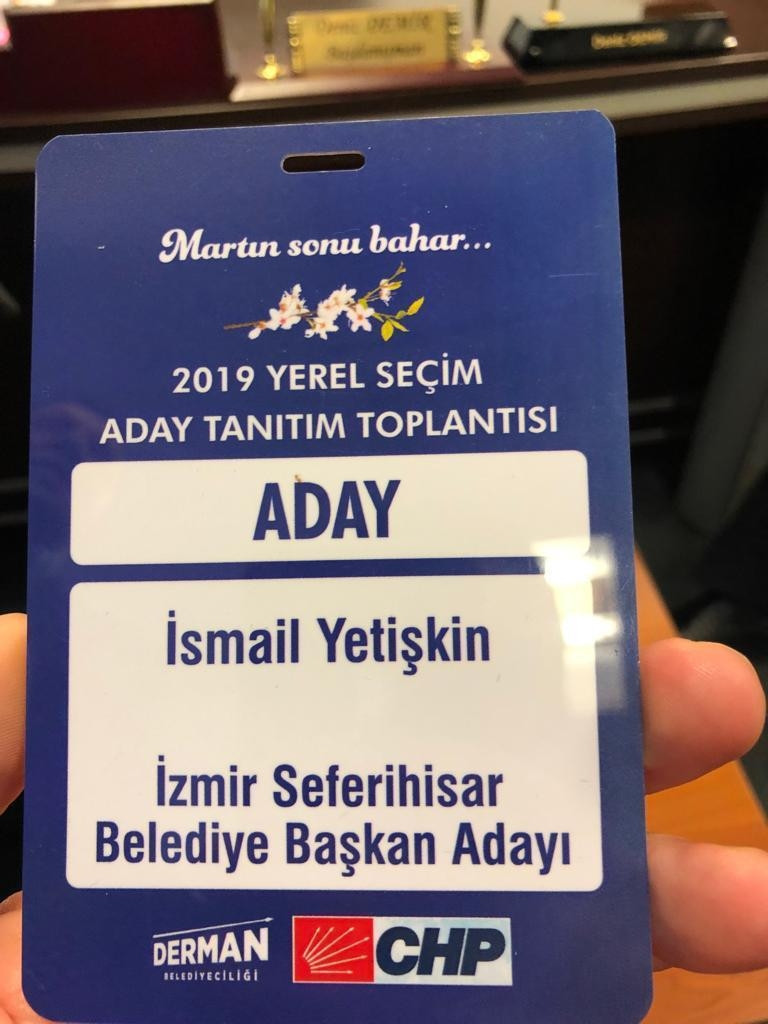 Martın sonu bahar...
2019 YEREL SEÇİM
ADAY TANITIM TOPLANTISI
ADAY
İsmail Yetişkin
İzmir Seferihisar
Belediye Başkan Adayı
DERMAN
BELEDİYECİLİĞİ
CHP